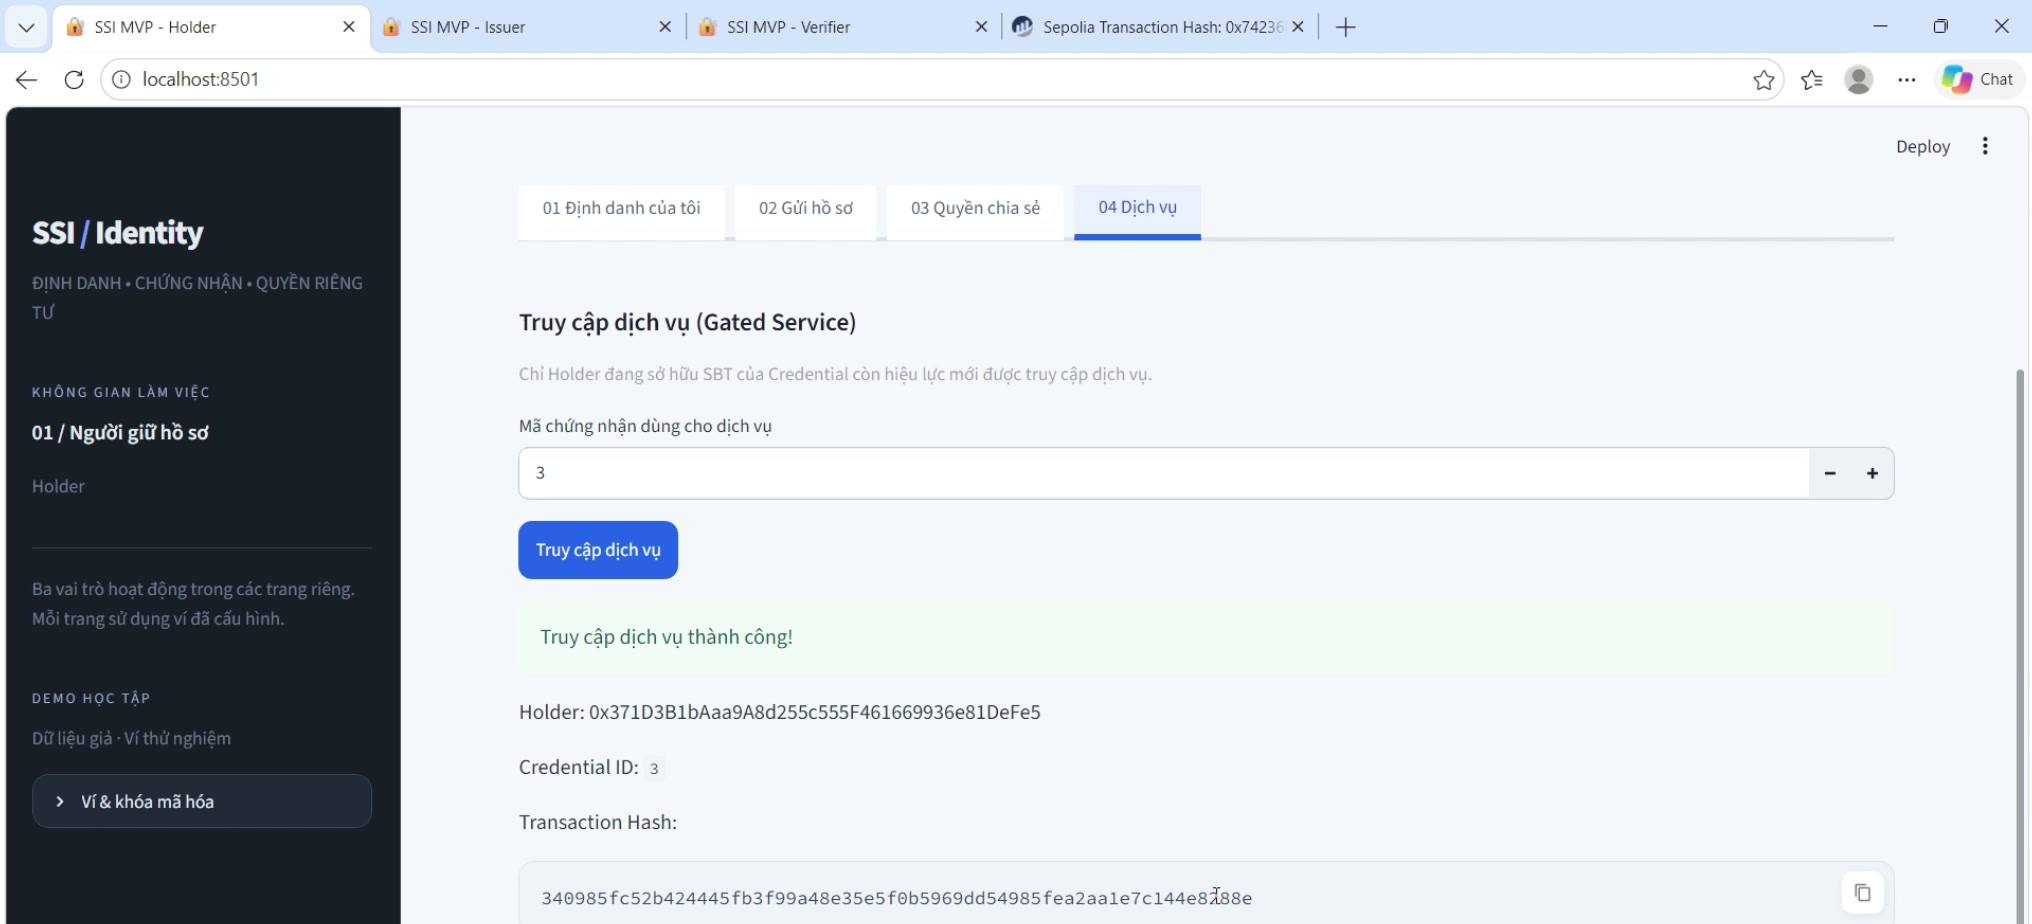 SSI MVP - Holder
SSI MVP - Issuer
SSI MVP - Verifier
Sepolia Transaction Hash: 0x74236
localhost:8501
Chat
Deploy
SSI / Identity
ĐỊNH DANH • CHỨNG NHẬN • QUYỀN RIÊNG
TƯ
KHÔNG GIAN LÀM VIỆC
01 / Người giữ hồ sơ
Holder
Ba vai trò hoạt động trong các trang riêng.
Mỗi trang sử dụng ví đã cấu hình.
DEMO HỌC TẬP
Dữ liệu giả · Ví thử nghiệm
Ví & khóa mã hóa
01 Định danh của tôi
02 Gửi hồ sơ
03 Quyền chia sẻ
04 Dịch vụ
Truy cập dịch vụ (Gated Service)
Chỉ Holder đang sở hữu SBT của Credential còn hiệu lực mới được truy cập dịch vụ.
Mã chứng nhận dùng cho dịch vụ
3
Truy cập dịch vụ
Truy cập dịch vụ thành công!
Holder: 0x371D3B1bAaa9A8d255c555F461669936e81DeFe5
Credential ID: 3
Transaction Hash: